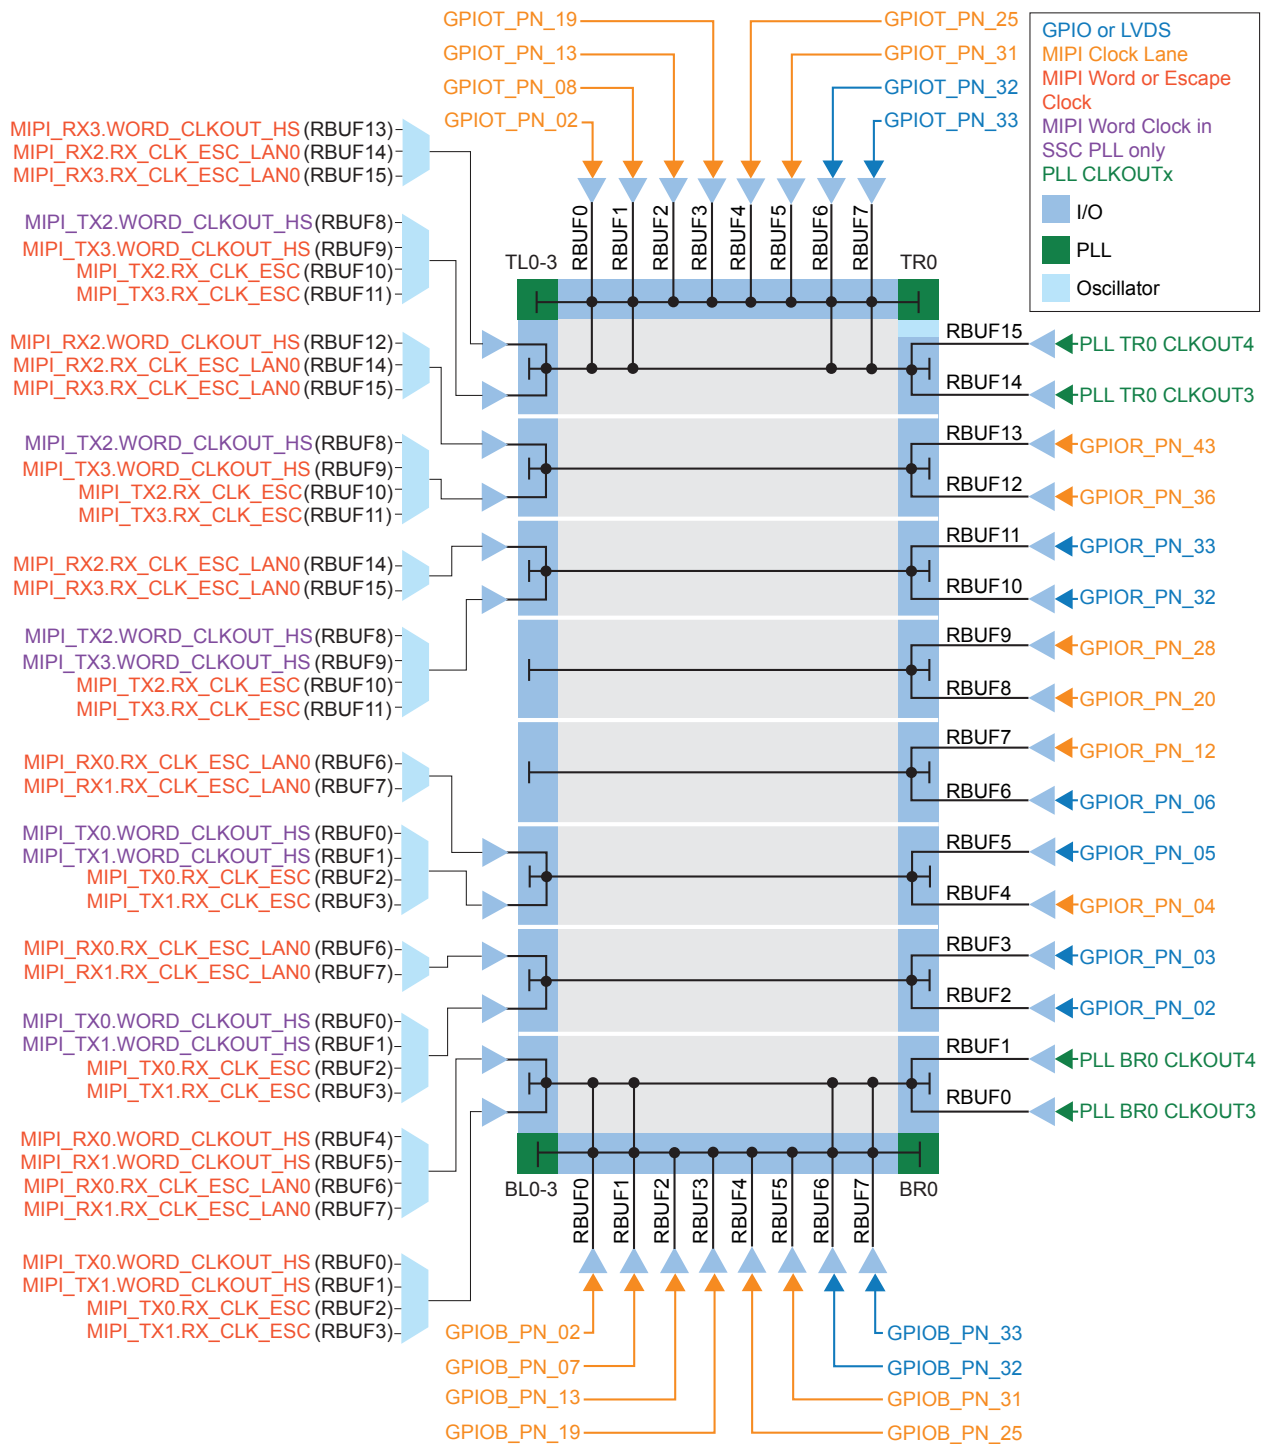 GPIOT_PN_19
GPIOT_PN_13
GPIOT_PN_08
GPIOT_PN_02
GPIOT_PN_25
GPIOT_PN_31
GPIOT_PN_32
GPIOT_PN_33
GPIO or LVDS
MIPI Clock Lane
MIPI Word or Escape
Clock
MIPI Word Clock in
SSC PLL only
PLL CLKOUTx
I/O
PLL
Oscillator
MIPI_RX3.WORD_CLKOUT_HS (RBUF13)
MIPI_RX2.RX_CLK_ESC_LAN0 (RBUF14)
MIPI_RX3.RX_CLK_ESC_LAN0 (RBUF15)
MIPI_TX2.WORD_CLKOUT_HS (RBUF8)
MIPI_TX3.WORD_CLKOUT_HS (RBUF9)
MIPI_TX2.RX_CLK_ESC (RBUF10)
MIPI_TX3.RX_CLK_ESC (RBUF11)
MIPI_RX2.WORD_CLKOUT_HS (RBUF12)
MIPI_RX2.RX_CLK_ESC_LAN0 (RBUF14)
MIPI_RX3.RX_CLK_ESC_LAN0 (RBUF15)
MIPI_TX2.WORD_CLKOUT_HS (RBUF8)
MIPI_TX3.WORD_CLKOUT_HS (RBUF9)
MIPI_TX2.RX_CLK_ESC (RBUF10)
MIPI_TX3.RX_CLK_ESC (RBUF11)
MIPI_RX2.RX_CLK_ESC_LAN0 (RBUF14)
MIPI_RX3.RX_CLK_ESC_LAN0 (RBUF15)
MIPI_TX2.WORD_CLKOUT_HS (RBUF8)
MIPI_TX3.WORD_CLKOUT_HS (RBUF9)
MIPI_TX2.RX_CLK_ESC (RBUF10)
MIPI_TX3.RX_CLK_ESC (RBUF11)
MIPI_RX0.RX_CLK_ESC_LAN0 (RBUF6)
MIPI_RX1.RX_CLK_ESC_LAN0 (RBUF7)
MIPI_TX0.WORD_CLKOUT_HS (RBUF0)
MIPI_TX1.WORD_CLKOUT_HS (RBUF1)
MIPI_TX0.RX_CLK_ESC (RBUF2)
MIPI_TX1.RX_CLK_ESC (RBUF3)
MIPI_RX0.RX_CLK_ESC_LAN0 (RBUF6)
MIPI_RX1.RX_CLK_ESC_LAN0 (RBUF7)
MIPI_TX0.WORD_CLKOUT_HS (RBUF0)
MIPI_TX1.WORD_CLKOUT_HS (RBUF1)
MIPI_TX0.RX_CLK_ESC (RBUF2)
MIPI_TX1.RX_CLK_ESC (RBUF3)
MIPI_RX0.WORD_CLKOUT_HS (RBUF4)
MIPI_RX1.WORD_CLKOUT_HS (RBUF5)
MIPI_RX0.RX_CLK_ESC_LAN0 (RBUF6)
MIPI_RX1.RX_CLK_ESC_LAN0 (RBUF7)
MIPI_TX0.WORD_CLKOUT_HS (RBUF0)
MIPI_TX1.WORD_CLKOUT_HS (RBUF1)
MIPI_TX0.RX_CLK_ESC (RBUF2)
MIPI_TX1.RX_CLK_ESC (RBUF3)
TL0-3
RBUF0
RBUF1
RBUF2
RBUF3
RBUF4
RBUF5
RBUF6
RBUF7
TR0
RBUF15
PLL TR0 CLKOUT4
RBUF14
PLL TR0 CLKOUT3
RBUF13
GPIOR_PN_43
RBUF12
GPIOR_PN_36
RBUF11
GPIOR_PN_33
RBUF10
GPIOR_PN_32
RBUF9
GPIOR_PN_28
RBUF8
GPIOR_PN_20
RBUF7
GPIOR_PN_12
RBUF6
GPIOR_PN_06
RBUF5
GPIOR_PN_05
RBUF4
GPIOR_PN_04
RBUF3
GPIOR_PN_03
RBUF2
GPIOR_PN_02
RBUF1
PLL BR0 CLKOUT4
RBUF0
PLL BR0 CLKOUT3
BL0-3
RBUF0
RBUF1
RBUF2
RBUF3
RBUF4
RBUF5
RBUF6
RBUF7
BR0
GPIOB_PN_02
GPIOB_PN_07
GPIOB_PN_13
GPIOB_PN_19
GPIOB_PN_33
GPIOB_PN_32
GPIOB_PN_31
GPIOB_PN_25